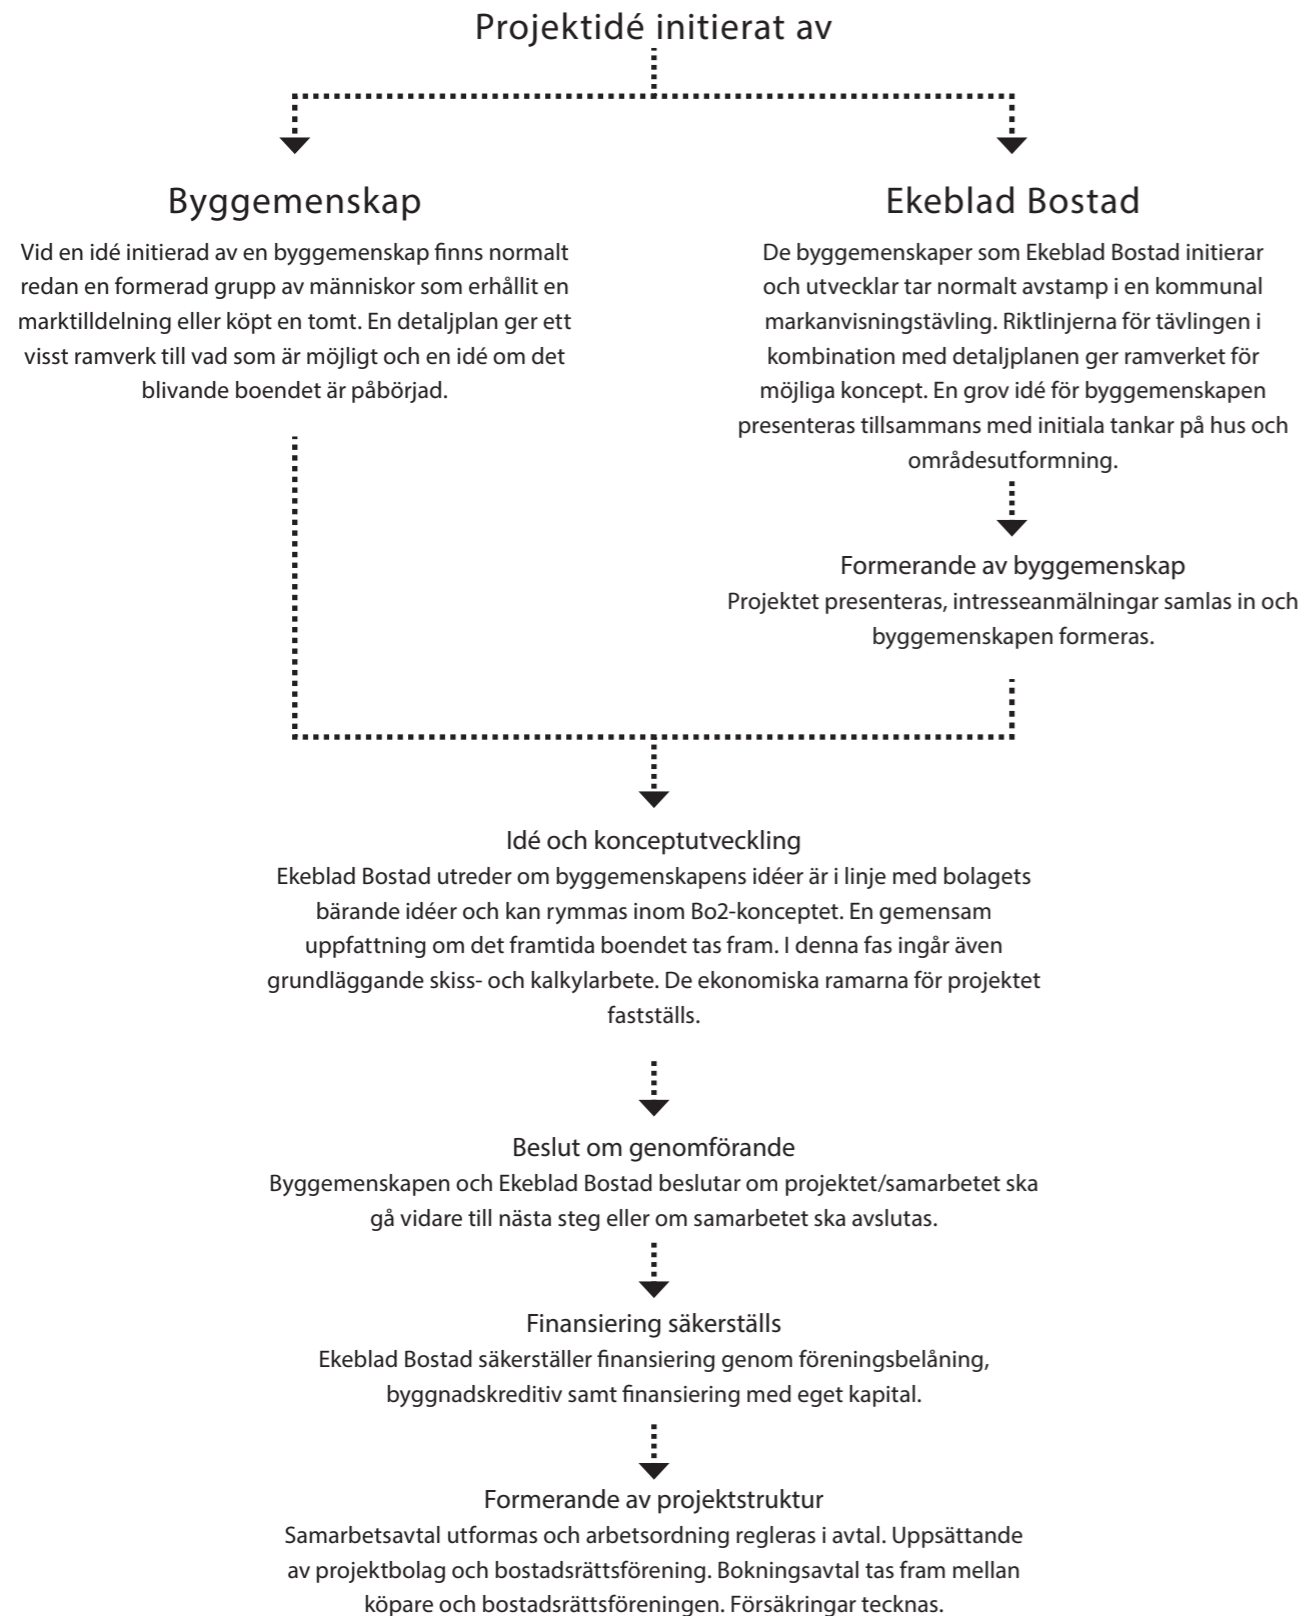 Projektidé initierat av
Byggemenskap
Vid en idé initierad av en byggemenskap finns normalt
redan en formerad grupp av människor som erhållit en
marktilldelning eller köpt en tomt. En detaljplan ger ett
visst ramverk till vad som är möjligt och en idé om det
blivande boendet är påbörjad.
Ekeblad Bostad
De byggemenskaper som Ekeblad Bostad initierar
och utvecklar tar normalt avstamp i en kommunal
markanvisningstävling. Riktlinjerna för tävlingen i
kombination med detaljplanen ger ramverket för
möjliga koncept. En grov idé för byggemenskapen
presenteras tillsammans med initiala tankar på hus och
områdesutformning.
Formerande av byggemenskap
Projektet presenteras, intresseanmälningar samlas in och
byggemenskapen formeras.
Idé och konceptutveckling
Ekeblad Bostad utreder om byggemenskapens idéer är i linje med bolagets
bärande idéer och kan rymmas inom Bo2-konceptet. En gemensam
uppfattning om det framtida boendet tas fram. I denna fas ingår även
grundläggande skiss- och kalkylarbete. De ekonomiska ramarna för projektet
fastställs.
Beslut om genomförande
Byggemenskapen och Ekeblad Bostad beslutar om projektet/samarbetet ska
gå vidare till nästa steg eller om samarbetet ska avslutas.
Finansiering säkerställs
Ekeblad Bostad säkerställer finansiering genom föreningsbelåning,
byggnadskreditiv samt finansiering med eget kapital.
Formerande av projektstruktur
Samarbetsavtal utformas och arbetsordning regleras i avtal. Uppsättande
av projektbolag och bostadsrättsförening. Bokningsavtal tas fram mellan
köpare och bostadsrättsföreningen. Försäkringar tecknas.